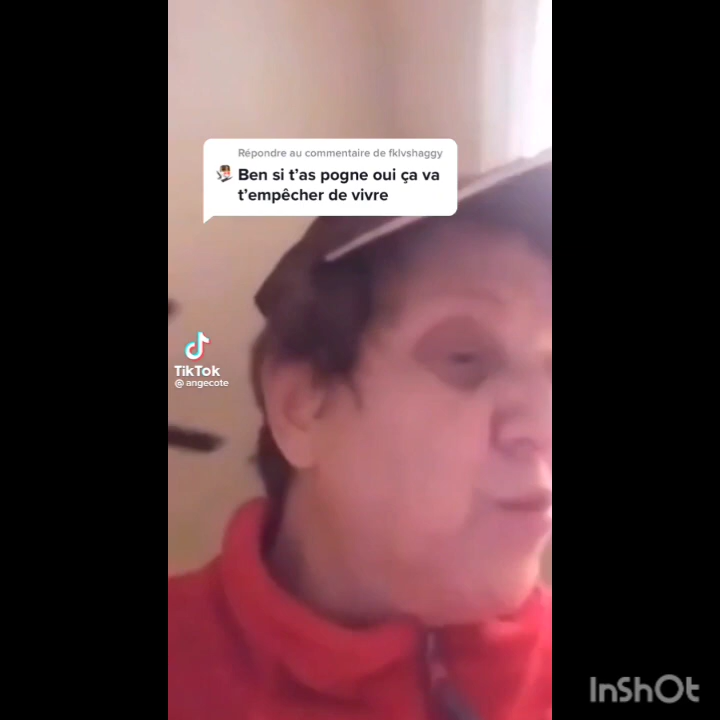 Répondre au commentaire de fklvshaggy
Ben si t’as pogne oui ça va
t’empêcher de vivre
TikTok
@angecote
InShOt